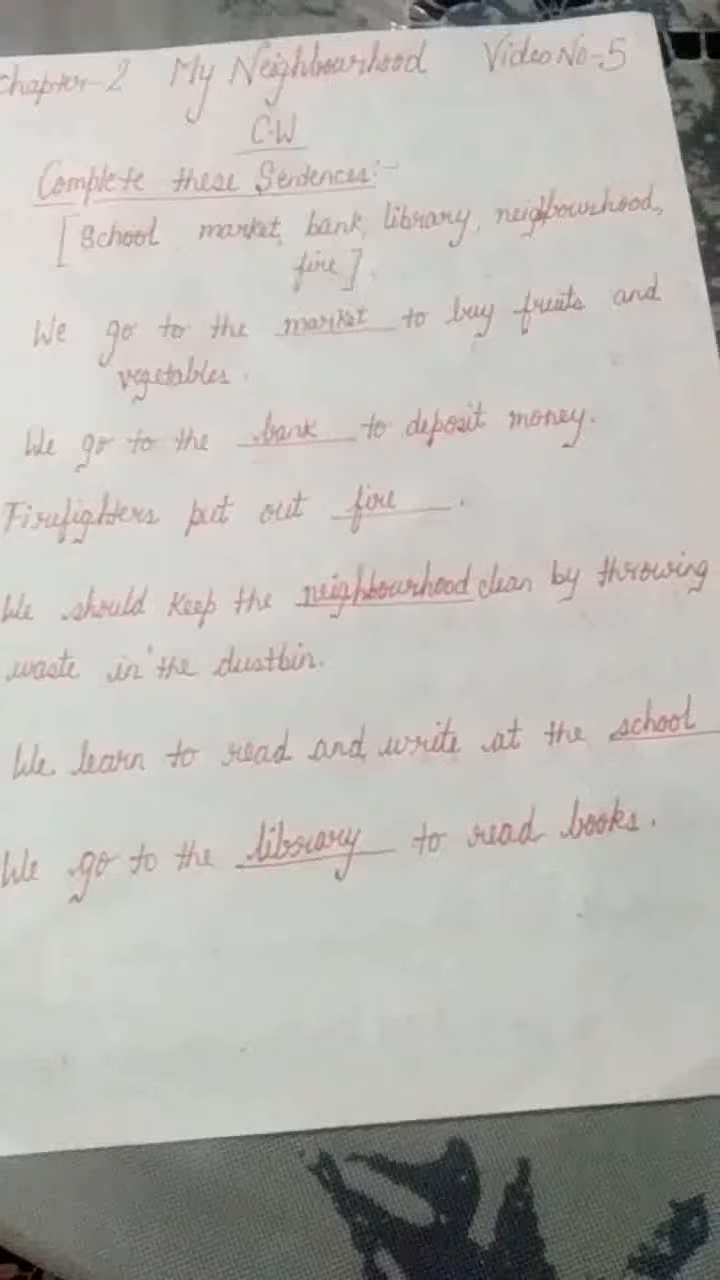 Chapter-2 My Neighbourhood Video No-5
C.W
Complete these Sentences:-
[School market, bank, library, neighbourhood,
fire].
We go to the market to buy fruits and
vegetables.
We go to the bank to deposit money.
Firefighters put out fire.
We should keep the neighbourhood clean by throwing
waste in the dustbin.
We learn to read and write at the school
We go to the library to read books.